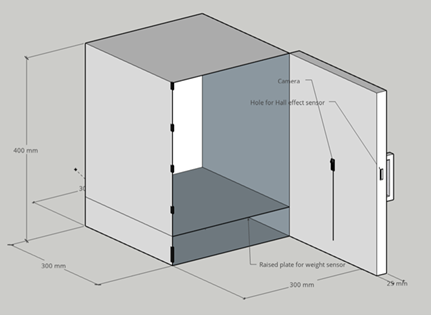 Camera
Hole for Hall effect sensor
400 mm
30
300 mm
Raised plate for weight sensor
300 mm
25 mm